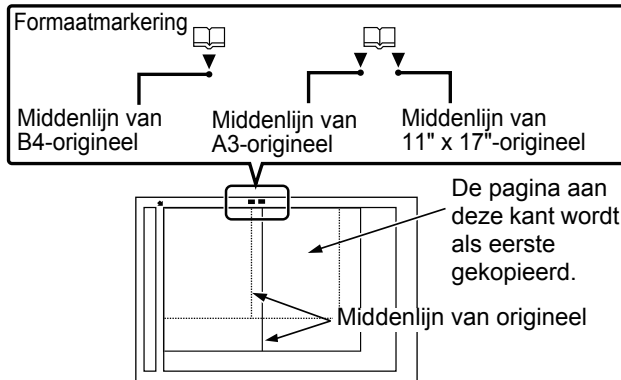 Formaatmarkering
Middenlijn van
B4-origineel
Middenlijn van
A3-origineel
Middenlijn van
11" x 17"-origineel
De pagina aan
deze kant wordt
als eerste
gekopieerd.
Middenlijn van origineel